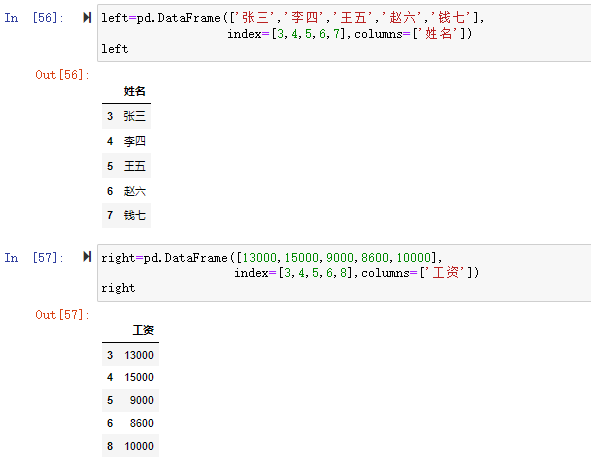 In [56]: left=pd.DataFrame(['张三','李四','王五','赵六','钱七'],
index=[3,4,5,6,7],columns=['姓名'])
left
Out[56]:
姓名
3 张三
4 李四
5 王五
6 赵六
7 钱七
In [57]: right=pd.DataFrame([13000,15000,9000,8600,10000],
index=[3,4,5,6,8],columns=['工资'])
right
Out[57]:
工资
3 13000
4 15000
5 9000
6 8600
8 10000